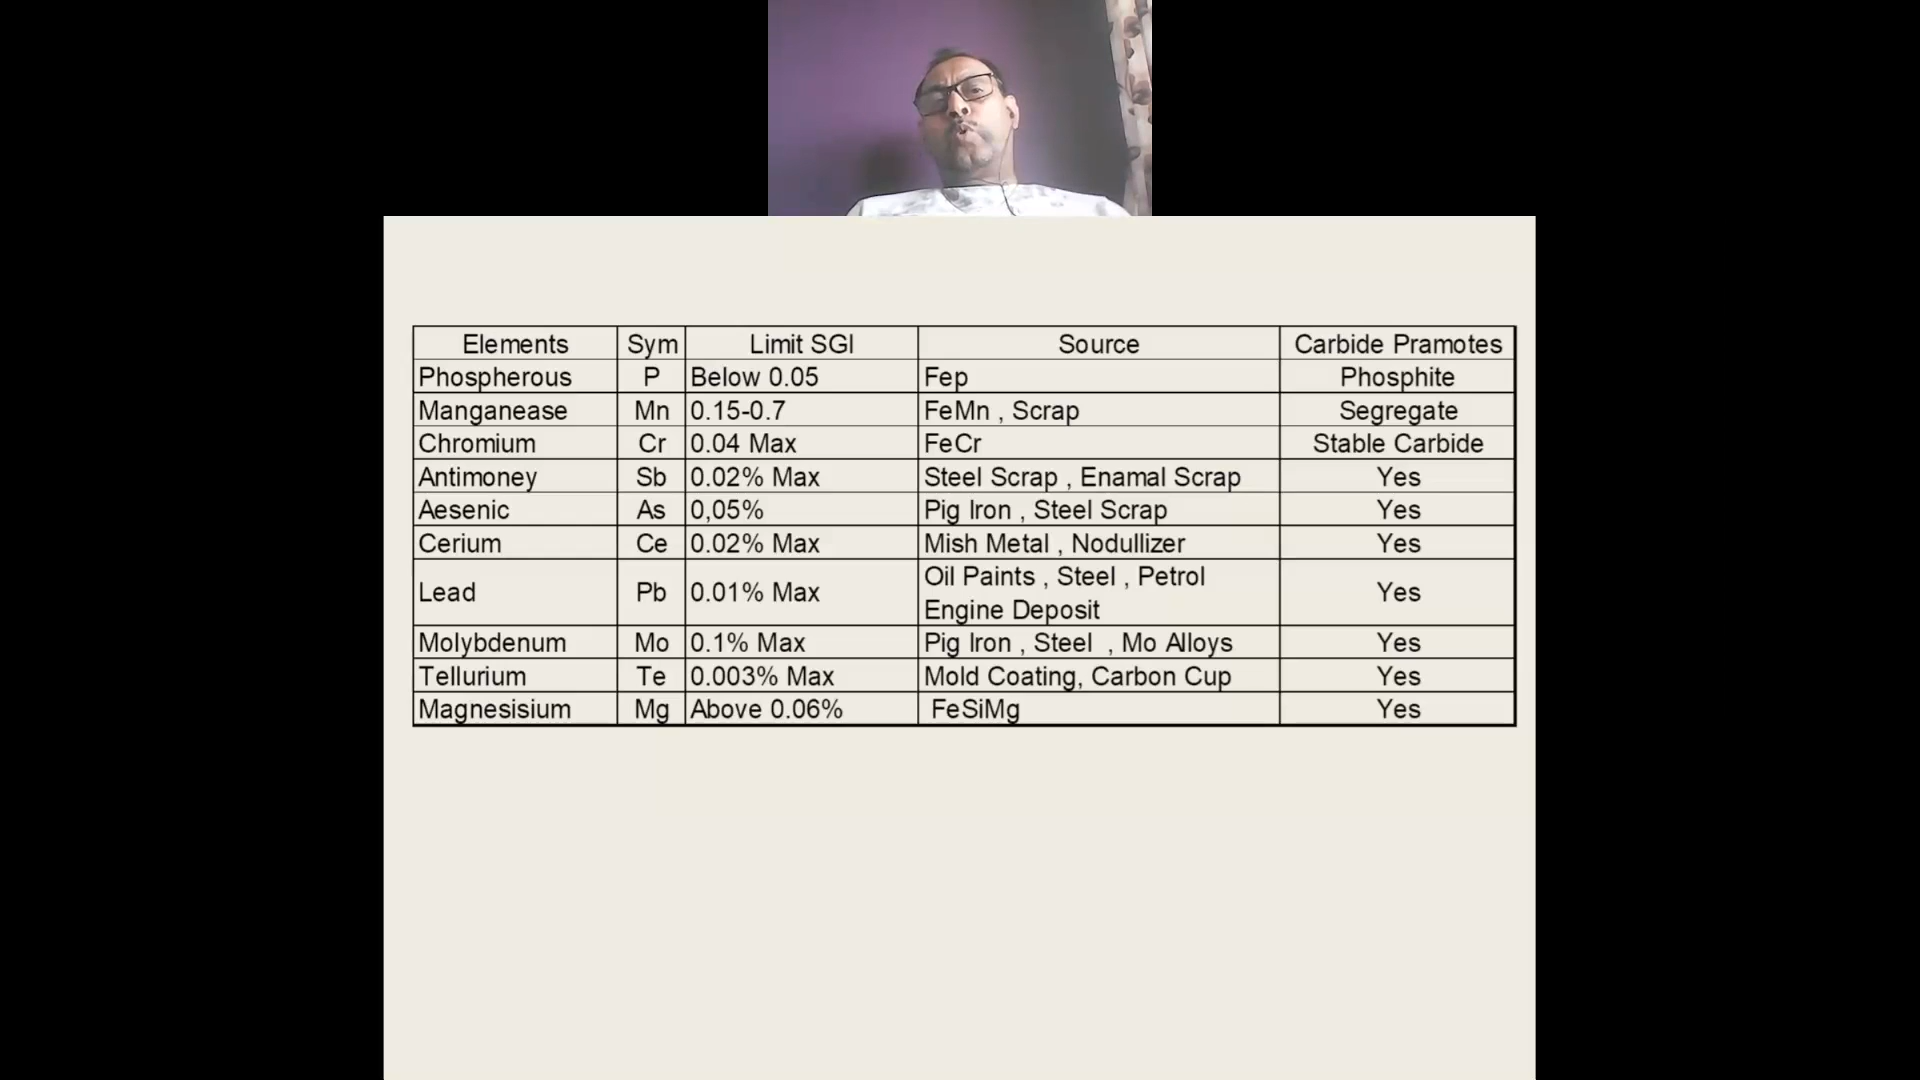 Elements Sym Limit SGI Source Carbide Pramotes
Phospherous P Below 0.05 Fep Phosphite
Manganease Mn 0.15-0.7 FeMn , Scrap Segregate
Chromium Cr 0.04 Max FeCr Stable Carbide
Antimoney Sb 0.02% Max Steel Scrap , Enamal Scrap Yes
Aesenic As 0,05% Pig Iron , Steel Scrap Yes
Cerium Ce 0.02% Max Mish Metal , Nodullizer Yes
Lead Pb 0.01% Max Oil Paints , Steel , Petrol Engine Deposit Yes
Molybdenum Mo 0.1% Max Pig Iron , Steel , Mo Alloys Yes
Tellurium Te 0.003% Max Mold Coating, Carbon Cup Yes
Magnesisium Mg Above 0.06% FeSiMg Yes